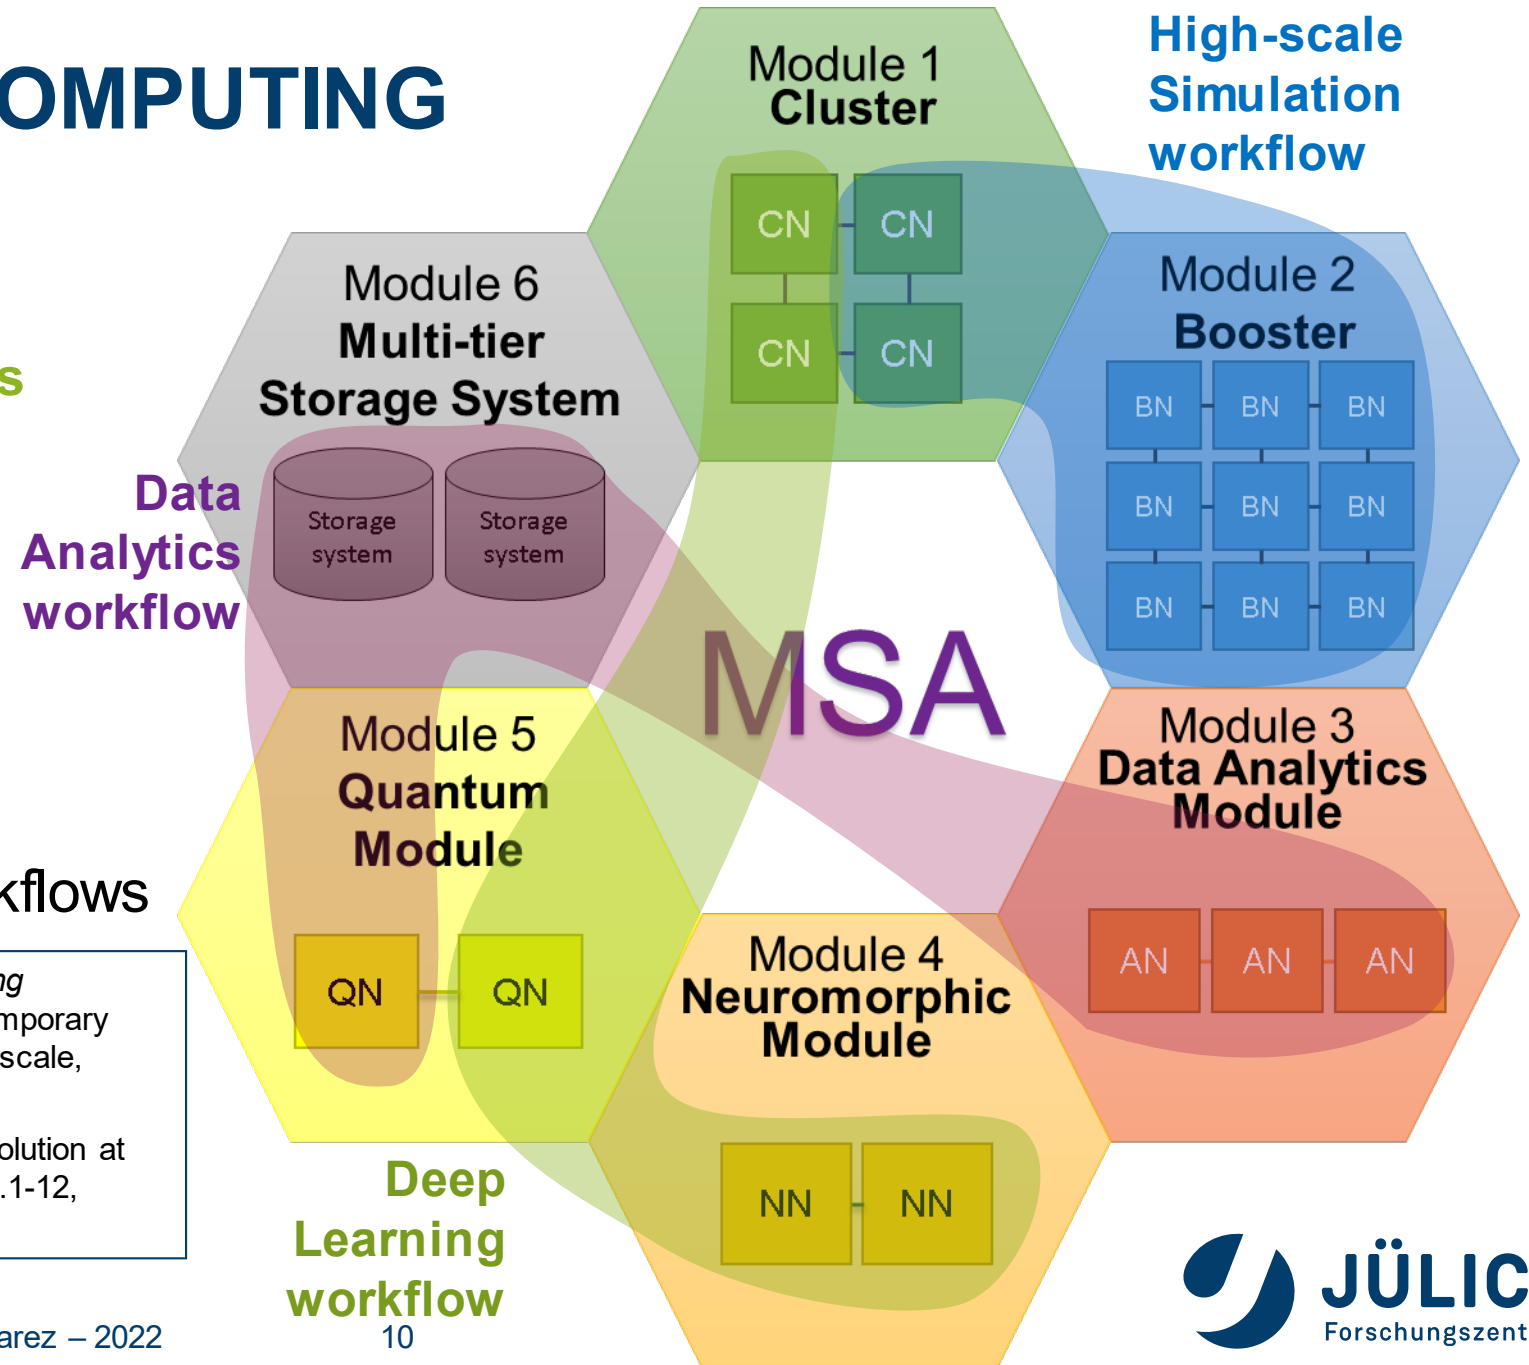 OMPUTING
High-scale
Simulation
workflow
Module 1
Cluster
CN CN
CN CN
Module 2
Booster
BN BN BN
BN BN BN
BN BN BN
Module 6
Multi-tier
Storage System
Storage
system
Storage
system
s
Data
Analytics
workflow
MSA
Module 5
Quantum
Module
QN QN
Module 3
Data Analytics
Module
AN AN AN
Module 4
Neuromorphic
Module
NN NN
kflows
ng
mporary
scale,
olution at
.1-12,
Deep
Learning
workflow
arez – 2022
10
JÜLIC
Forschungszent